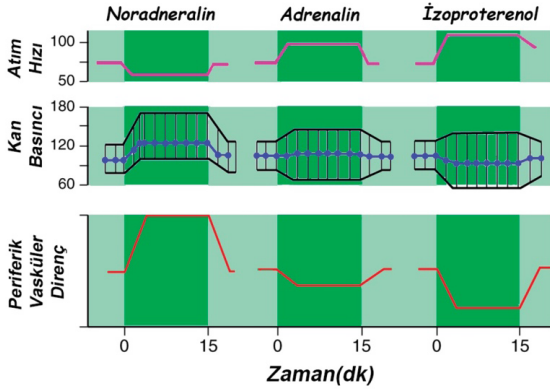 Noradneralin Adrenalin İzoproterenol
Atım
Hızı
100
50
Kan
Basıncı
180
120
60
Periferik
Vasküler
Direnç
0 15 0 15 0 15
Zaman(dk)